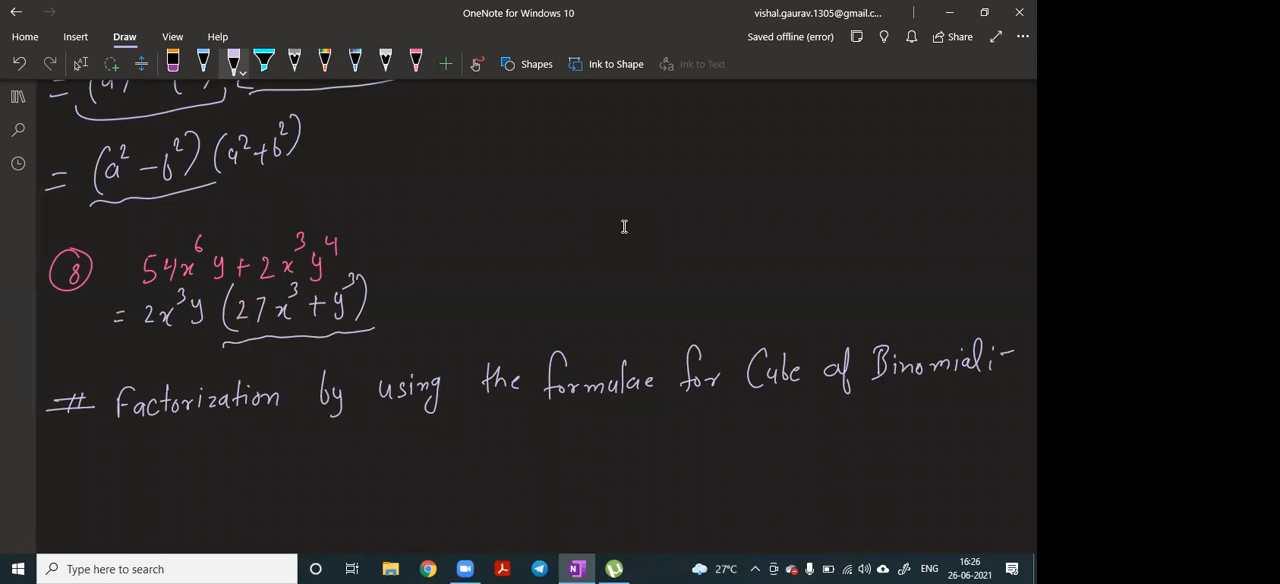 OneNote for Windows 10
vishal.gaurav.1305@gmail.c...
Home Insert Draw View Help
Saved offline (error)
Share
Shapes
Ink to Shape
Ink to Text
= (a² - b²) (a² + b²)
8 54x⁶y + 2x³y⁴
= 2x³y (27x³ + y³)
# Factorization by using the formulae for Cube of Binomial:-
Type here to search
27°C
ENG
16:26
26-06-2021